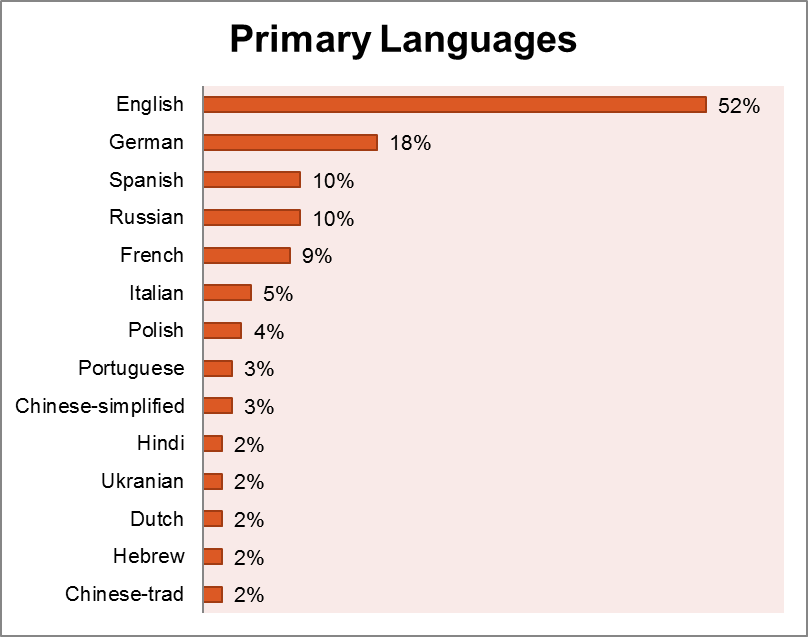 Primary Languages
English 52%
German 18%
Spanish 10%
Russian 10%
French 9%
Italian 5%
Polish 4%
Portuguese 3%
Chinese-simplified 3%
Hindi 2%
Ukranian 2%
Dutch 2%
Hebrew 2%
Chinese-trad 2%